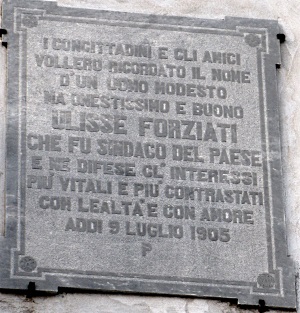 I CONCITTADINI E GLI AMICI
VOLLERO RICORDATO IL NOME
D'UN UOMO MODESTO
MA ONESTISSIMO E BUONO
ULISSE FORZIATI
CHE FU SINDACO DEL PAESE
E NE DIFESE GL'INTERESSI
PIÙ VITALI E PIÙ CONTRASTATI
CON LEALTÀ E CON AMORE
ADDÌ 9 LUGLIO 1905
P